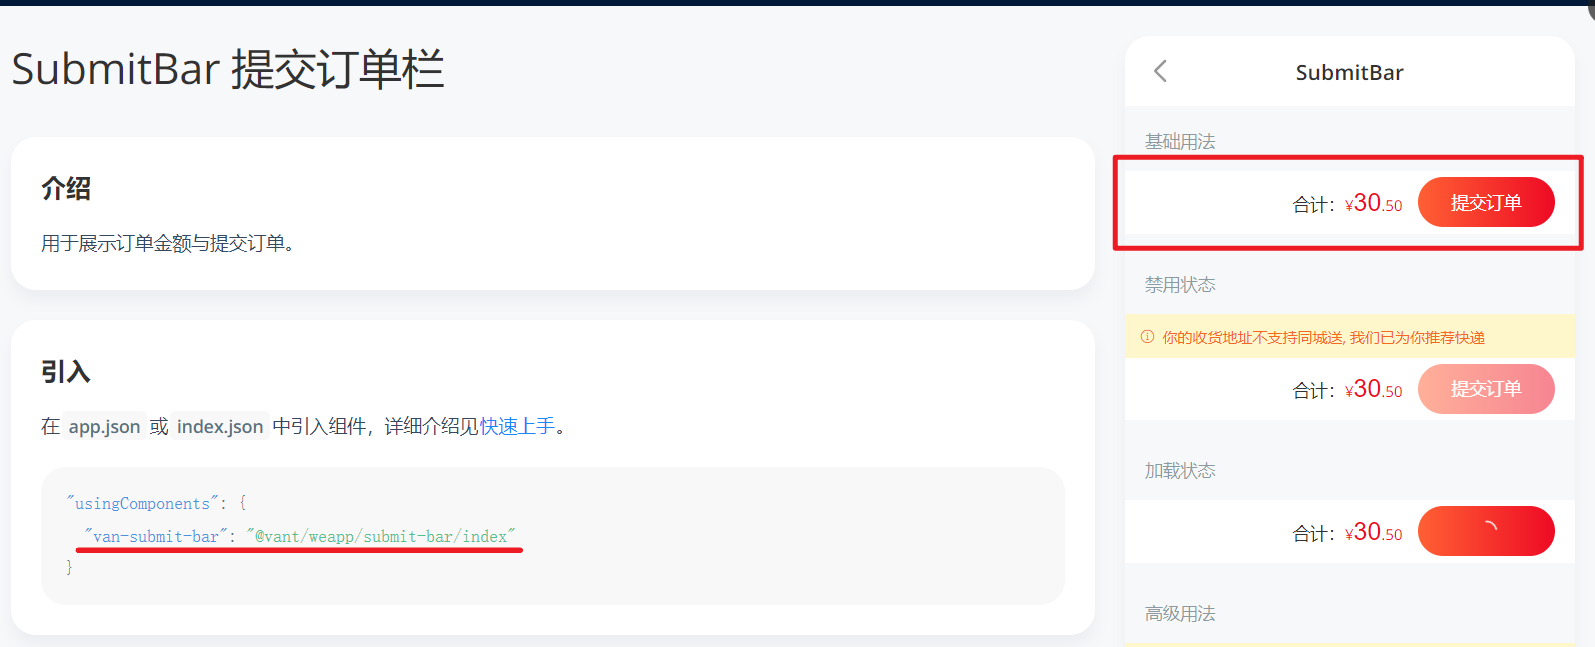 SubmitBar 提交订单栏
介绍
用于展示订单金额与提交订单。
引入
在 app.json 或 index.json 中引入组件，详细介绍见快速上手。
"usingComponents": {
"van-submit-bar": "@vant/weapp/submit-bar/index"
}
SubmitBar
基础用法
合计：¥30.50 提交订单
禁用状态
你的收货地址不支持同城送, 我们已为你推荐快递
合计：¥30.50 提交订单
加载状态
合计：¥30.50
高级用法